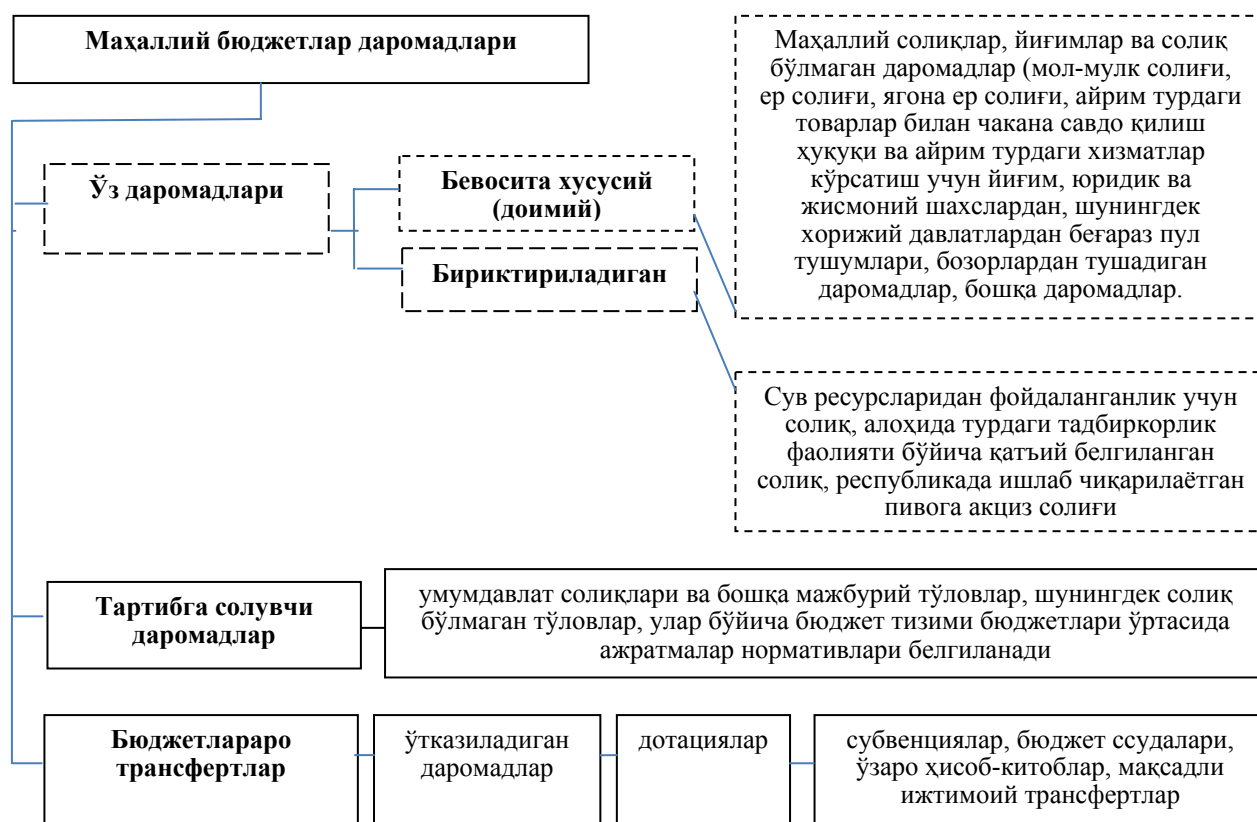 Маҳаллий бюджетлар даромадлари
Маҳаллий солиқлар, йиғимлар ва солиқ
бўлмаган даромадлар (мол-мулк солиғи,
ер солиғи, ягона ер солиғи, айрим турдаги
товарлар билан чакана савдо қилиш
ҳуқуқи ва айрим турдаги хизматлар
кўрсатиш учун йиғим, юридик ва
жисмоний шахслардан, шунингдек
хорижий давлатлардан беғараз пул
тушумлари, бозорлардан тушадиган
даромадлар, бошқа даромадлар.
Ўз даромадлари
Бевосита хусусий
(доимий)
Бириктириладиган
Сув ресурсларидан фойдаланганлик учун
солиқ, алоҳида турдаги тадбиркорлик
фаолияти бўйича қатъий белгиланган
солиқ, республикада ишлаб чиқарилаётган
пивога акциз солиғи
Тартибга солувчи
даромадлар
умумдавлат солиқлари ва бошқа мажбурий тўловлар, шунингдек солиқ
бўлмаган тўловлар, улар бўйича бюджет тизими бюджетлари ўртасида
ажратмалар нормативлари белгиланади
Бюджетлараро
трансфертлар
ўтказиладиган
даромадлар
дотациялар
субвенциялар, бюджет ссудалари,
ўзаро ҳисоб-китоблар, мақсадли
ижтимоий трансфертлар